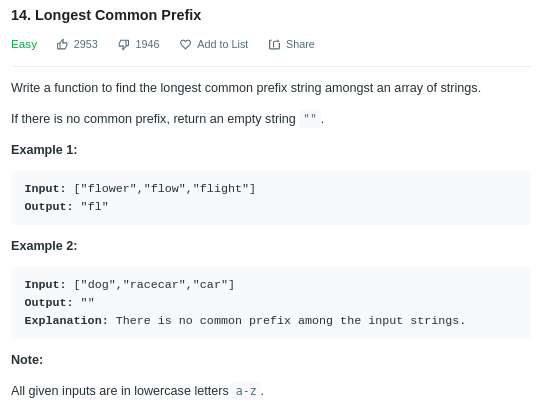 14. Longest Common Prefix
Easy 2953 1946 Add to List Share
Write a function to find the longest common prefix string amongst an array of strings.
If there is no common prefix, return an empty string "".
Example 1:
Input: ["flower","flow","flight"]
Output: "fl"
Example 2:
Input: ["dog","racecar","car"]
Output: ""
Explanation: There is no common prefix among the input strings.
Note:
All given inputs are in lowercase letters a-z.